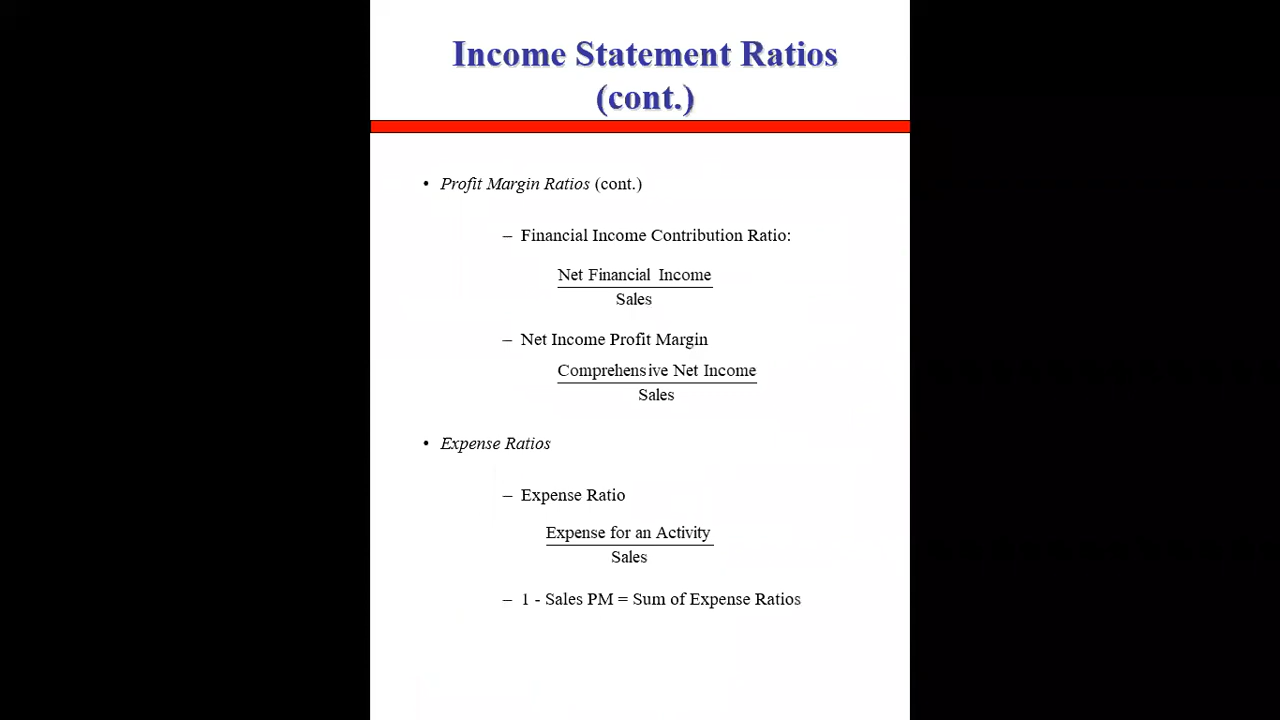 Income Statement Ratios
(cont.)
• Profit Margin Ratios (cont.)
– Financial Income Contribution Ratio:
Net Financial Income
Sales
– Net Income Profit Margin
Comprehensive Net Income
Sales
• Expense Ratios
– Expense Ratio
Expense for an Activity
Sales
– 1 - Sales PM = Sum of Expense Ratios